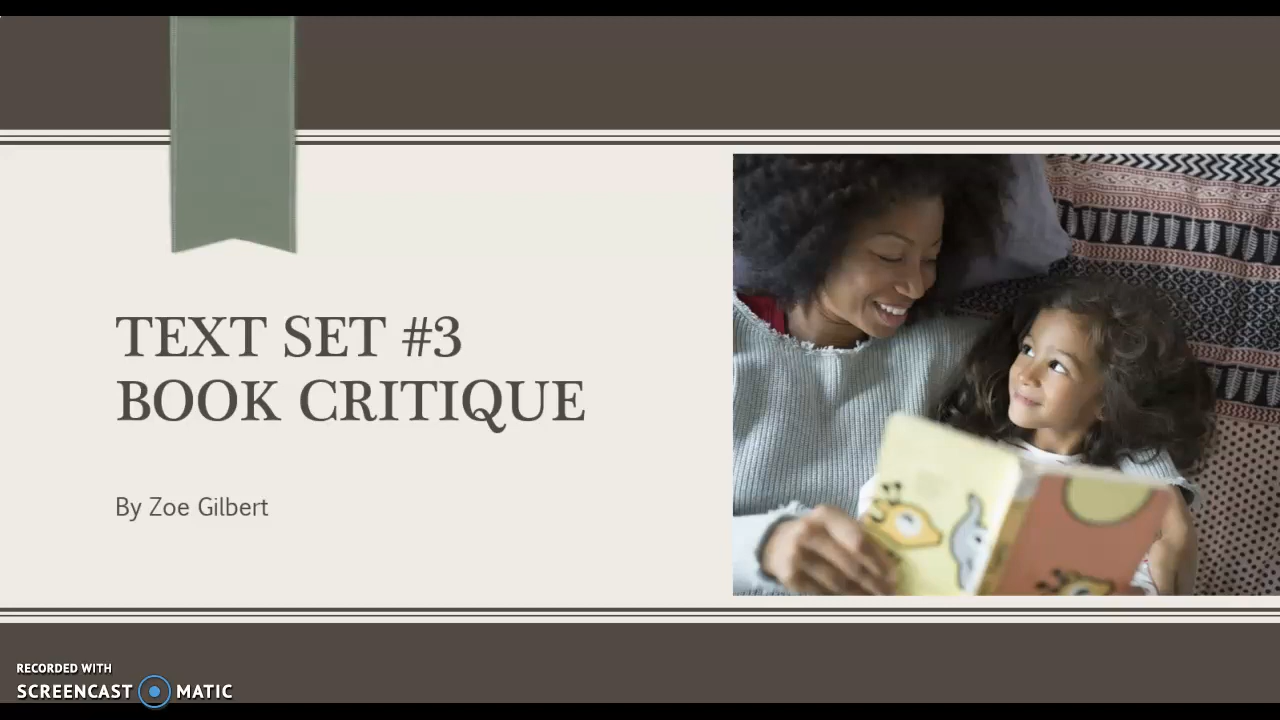 TEXT SET #3
BOOK CRITIQUE
By Zoe Gilbert
RECORDED WITH
SCREENCAST MATIC